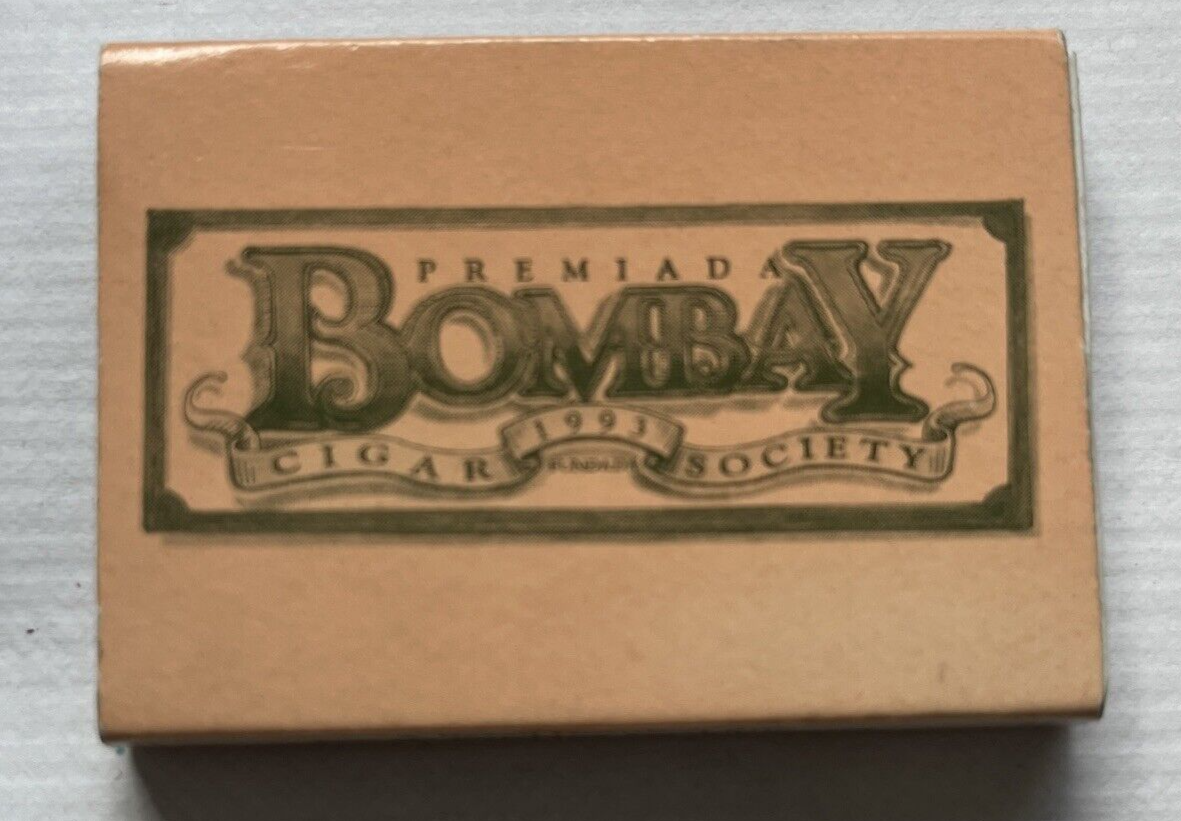 PREMIADA
BOMBAY
1993
CIGAR SOCIETY